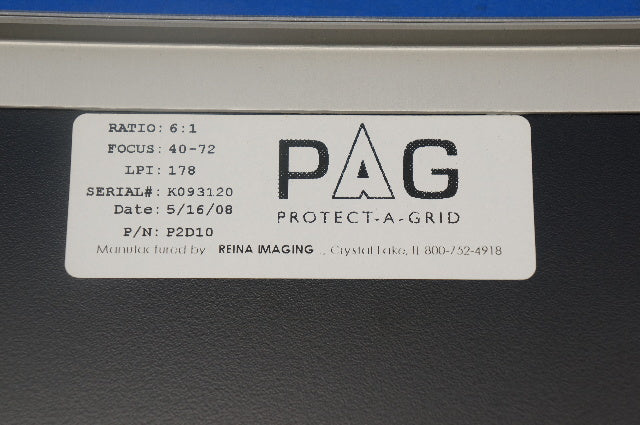 RATIO: 6:1
FOCUS: 40-72
LPI: 178
SERIAL#: K093120
Date: 5/16/08
P/N: P2D10
PAG
PROTECT-A-GRID
Manufactured by REINA IMAGING , Crystal Lake, Il 800-752-4918